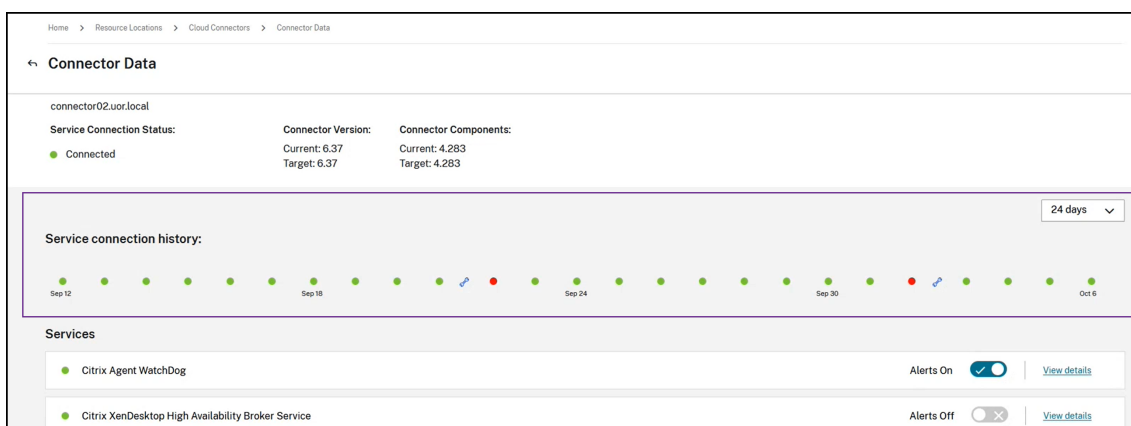 Home > Resource Locations > Cloud Connectors > Connector Data
Connector Data
connector02.uor.local
Service Connection Status: Connector Version: Connector Components:
Connected Current: 6.37 Current: 4.283
Target: 6.37 Target: 4.283
24 days
Service connection history:
Sep 12 Sep 18 Sep 24 Sep 30 Oct 6
Services
Citrix Agent WatchDog Alerts On View details
Citrix XenDesktop High Availability Broker Service Alerts Off View details